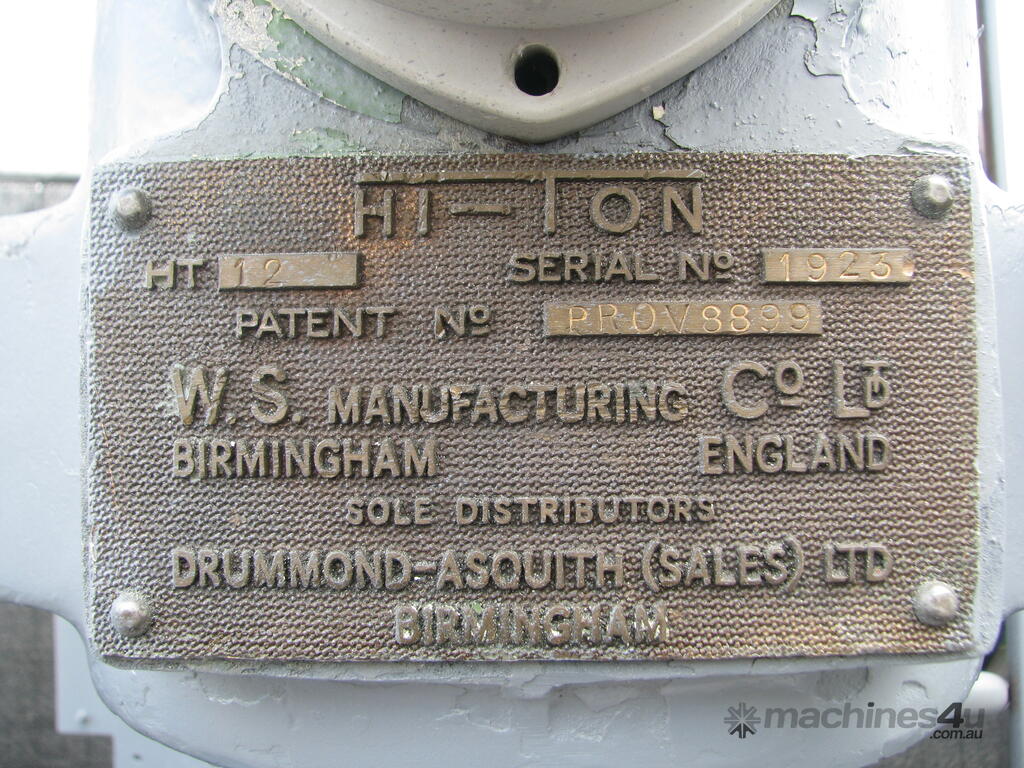 HI-TON
HT 12 SERIAL Nº 1923
PATENT Nº PROV8899
W.S. MANUFACTURING Cº LTD
BIRMINGHAM ENGLAND
SOLE DISTRIBUTORS
DRUMMOND-ASQUITH (SALES) LTD
BIRMINGHAM
machines4u
.com.au